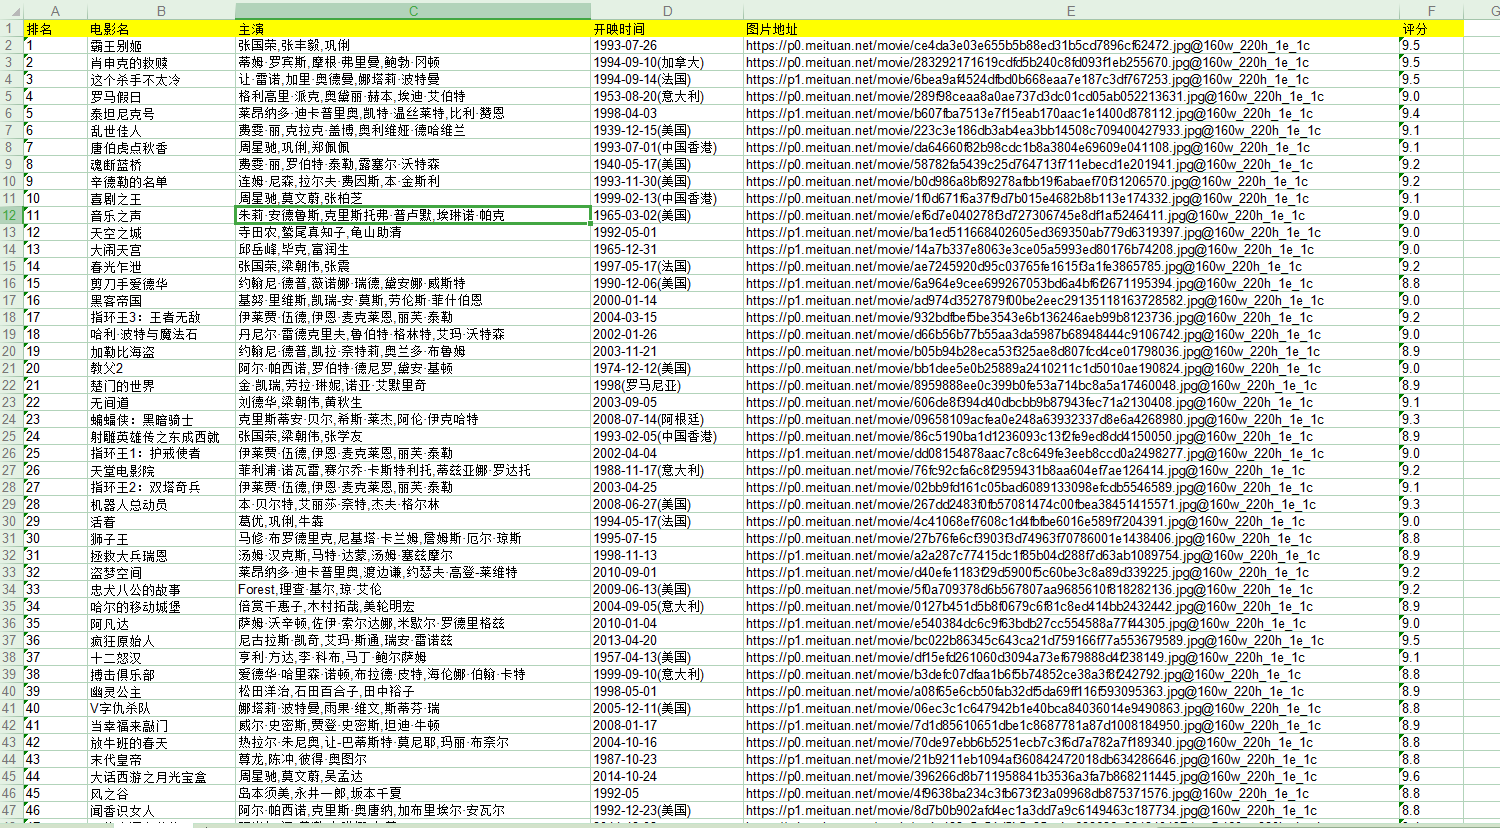 A B C D E F G
1 排名 电影名 主演 开映时间 图片地址 评分
2 1 霸王别姬 张国荣,张丰毅,巩俐 1993-07-26 https://p0.meituan.net/movie/ce4da3e03e655b5b88ed31b5cd7896cf62472.jpg@160w_220h_1e_1c 9.5
3 2 肖申克的救赎 蒂姆·罗宾斯,摩根·弗里曼,鲍勃·冈顿 1994-09-10(加拿大) https://p0.meituan.net/movie/283292171619cdfd5b240c8fd093f1eb255670.jpg@160w_220h_1e_1c 9.5
4 3 这个杀手不太冷 让·雷诺,加里·奥德曼,娜塔莉·波特曼 1994-09-14(法国) https://p0.meituan.net/movie/6bea9af4524dfbd0b668eaa7e187c3df767253.jpg@160w_220h_1e_1c 9.5
5 4 罗马假日 格利高里·派克,奥黛丽·赫本,埃迪·艾伯特 1953-08-20(意大利) https://p0.meituan.net/movie/289f98ceaa8a0ae737d3dc01cd05ab052213631.jpg@160w_220h_1e_1c 9.0
6 5 泰坦尼克号 莱昂纳多·迪卡普里奥,凯特·温丝莱特,比利·赞恩 1998-04-03 https://p1.meituan.net/movie/b607fba7513e7f15eab170aac1e1400d878112.jpg@160w_220h_1e_1c 9.4
7 6 乱世佳人 费雯·丽,克拉克·盖博,奥利维娅·德哈维兰 1939-12-15(美国) https://p0.meituan.net/movie/223c3e186db3ab4ea3bb14508c709400427933.jpg@160w_220h_1e_1c 9.1
8 7 唐伯虎点秋香 周星驰,巩俐,郑佩佩 1993-07-01(中国香港) https://p0.meituan.net/movie/da64660f82b98cdc1b8a3804e69609e041108.jpg@160w_220h_1e_1c 9.1
9 8 魂断蓝桥 费雯·丽,罗伯特·泰勒,露塞尔·沃特森 1940-05-17(美国) https://p0.meituan.net/movie/58782fa5439c25d764713f711ebecd1e201941.jpg@160w_220h_1e_1c 9.2
10 9 辛德勒的名单 连姆·尼森,拉尔夫·费因斯,本·金斯利 1993-11-30(美国) https://p0.meituan.net/movie/b0d986a8bf89278afbb19f6abaef70f31206570.jpg@160w_220h_1e_1c 9.2
11 10 喜剧之王 周星驰,莫文蔚,张柏芝 1999-02-13(中国香港) https://p0.meituan.net/movie/1f0d671f6a37f9d7b015e4682b8b113e174332.jpg@160w_220h_1e_1c 9.1
12 11 音乐之声 朱莉·安德鲁斯,克里斯托弗·普卢默,埃琳诺·帕克 1965-03-02(美国) https://p0.meituan.net/movie/ef6d7e040278f3d727306745e8df1af5246411.jpg@160w_220h_1e_1c 9.0
13 12 天空之城 寺田农,鹫尾真知子,龟山助清 1992-05-01 https://p1.meituan.net/movie/ba1ed511668402605ed369350ab779d6319397.jpg@160w_220h_1e_1c 9.0
14 13 大闹天宫 邱岳峰,毕克,富润生 1965-12-31 https://p1.meituan.net/movie/14a7b337e8063e3ce05a5993ed80176b74208.jpg@160w_220h_1e_1c 9.0
15 14 春光乍泄 张国荣,梁朝伟,张震 1997-05-17(法国) https://p0.meituan.net/movie/ae7245920d95c03765fe1615f3a1fe3865785.jpg@160w_220h_1e_1c 9.2
16 15 剪刀手爱德华 约翰尼·德普,薇诺娜·瑞德,黛安娜·威斯特 1990-12-06(美国) https://p1.meituan.net/movie/6a964e9cee699267053bd6a4bf6f2671195394.jpg@160w_220h_1e_1c 8.8
17 16 黑客帝国 基努·里维斯,凯瑞-安·莫斯,劳伦斯·菲什伯恩 2000-01-14 https://p0.meituan.net/movie/ad974d3527879f00be2eec29135118163728582.jpg@160w_220h_1e_1c 9.0
18 17 指环王3：王者无敌 伊莱贾·伍德,伊恩·麦克莱恩,丽芙·泰勒 2004-03-15 https://p0.meituan.net/movie/932bdfbef5be3543e6b136246aeb99b8123736.jpg@160w_220h_1e_1c 9.2
19 18 哈利·波特与魔法石 丹尼尔·雷德克里夫,鲁伯特·格林特,艾玛·沃特森 2002-01-26 https://p0.meituan.net/movie/d66b56b77b55aa3da5987b68948444c9106742.jpg@160w_220h_1e_1c 9.0
20 19 加勒比海盗 约翰尼·德普,凯拉·奈特莉,奥兰多·布鲁姆 2003-11-21 https://p0.meituan.net/movie/b05b94b28eca53f325ae8d807fcd4ce01798036.jpg@160w_220h_1e_1c 8.9
21 20 教父2 阿尔·帕西诺,罗伯特·德尼罗,黛安·基顿 1974-12-12(美国) https://p0.meituan.net/movie/bb1dee5e0b25889a2410211c1d5010ae190824.jpg@160w_220h_1e_1c 9.0
22 21 楚门的世界 金·凯瑞,劳拉·琳妮,诺亚·艾默里奇 1998(罗马尼亚) https://p0.meituan.net/movie/8959888ee0c399b0fe53a714bc8a5a17460048.jpg@160w_220h_1e_1c 8.9
23 22 无间道 刘德华,梁朝伟,黄秋生 2003-09-05 https://p0.meituan.net/movie/606de8f394d40dbcbb9b87943fec71a2130408.jpg@160w_220h_1e_1c 9.1
24 23 蝙蝠侠：黑暗骑士 克里斯蒂安·贝尔,希斯·莱杰,阿伦·伊克哈特 2008-07-14(阿根廷) https://p0.meituan.net/movie/09658109acfea0e248a63932337d8e6a4268980.jpg@160w_220h_1e_1c 9.3
25 24 射雕英雄传之东成西就 张国荣,梁朝伟,张学友 1993-02-05(中国香港) https://p0.meituan.net/movie/86c5190ba1d1236093c13f2fe9ed8dd4150050.jpg@160w_220h_1e_1c 8.9
26 25 指环王1：护戒使者 伊莱贾·伍德,伊恩·麦克莱恩,丽芙·泰勒 2002-04-04 https://p1.meituan.net/movie/dd08154878aac7c8c649fe3eeb8ccd0a2498277.jpg@160w_220h_1e_1c 9.0
27 26 天堂电影院 菲利浦·诺瓦雷,赛尔乔·卡斯特利托,蒂兹亚娜·罗达托 1988-11-17(意大利) https://p0.meituan.net/movie/76fc92cfa6c8f2959431b8aa604ef7ae126414.jpg@160w_220h_1e_1c 9.2
28 27 指环王2：双塔奇兵 伊莱贾·伍德,伊恩·麦克莱恩,丽芙·泰勒 2003-04-25 https://p0.meituan.net/movie/02bb9fd161c05bad6089133098efcdb5546589.jpg@160w_220h_1e_1c 9.1
29 28 机器人总动员 本·贝尔特,艾丽莎·奈特,杰夫·格尔林 2008-06-27(美国) https://p0.meituan.net/movie/267dd2483f0fb57081474c00fbea38451415571.jpg@160w_220h_1e_1c 9.3
30 29 活着 葛优,巩俐,牛犇 1994-05-17(法国) https://p0.meituan.net/movie/4c41068ef7608c1d4fbfbe6016e589f7204391.jpg@160w_220h_1e_1c 9.0
31 30 狮子王 马修·布罗德里克,尼基塔·卡兰姆,詹姆斯·厄尔·琼斯 1995-07-15 https://p0.meituan.net/movie/27b76fe6cf3903f3d74963f70786001e1438406.jpg@160w_220h_1e_1c 8.8
32 31 拯救大兵瑞恩 汤姆·汉克斯,马特·达蒙,汤姆·塞兹摩尔 1998-11-13 https://p1.meituan.net/movie/a2a287c77415dc1f85b04d288f7d63ab1089754.jpg@160w_220h_1e_1c 8.9
33 32 盗梦空间 莱昂纳多·迪卡普里奥,渡边谦,约瑟夫·高登-莱维特 2010-09-01 https://p1.meituan.net/movie/d40efe1183f29d5900f5c60be3c8a89d339225.jpg@160w_220h_1e_1c 9.2
34 33 忠犬八公的故事 Forest,理查·基尔,琼·艾伦 2009-06-13(美国) https://p1.meituan.net/movie/5f0a709378d6b567807aa9685610f818282136.jpg@160w_220h_1e_1c 9.2
35 34 哈尔的移动城堡 倍赏千惠子,木村拓哉,美轮明宏 2004-09-05(意大利) https://p0.meituan.net/movie/0127b451d5b8f0679c6f81c8ed414bb2432442.jpg@160w_220h_1e_1c 8.9
36 35 阿凡达 萨姆·沃辛顿,佐伊·索尔达娜,米歇尔·罗德里格兹 2010-01-04 https://p1.meituan.net/movie/e540384dc6c9f63bdb27cc554588a77f44305.jpg@160w_220h_1e_1c 9.0
37 36 疯狂原始人 尼古拉斯·凯奇,艾玛·斯通,瑞安·雷诺兹 2013-04-20 https://p1.meituan.net/movie/bc022b86345c643ca21d759166f77a553679589.jpg@160w_220h_1e_1c 9.5
38 37 十二怒汉 亨利·方达,李·科布,马丁·鲍尔萨姆 1957-04-13(美国) https://p0.meituan.net/movie/df15efd261060d3094a73ef679888d4f238149.jpg@160w_220h_1e_1c 9.1
39 38 搏击俱乐部 爱德华·哈里森·诺顿,布拉德·皮特,海伦娜·伯翰·卡特 1999-09-10(意大利) https://p0.meituan.net/movie/b3defc07dfaa1b6f5b74852ce38a3f8f242792.jpg@160w_220h_1e_1c 8.8
40 39 幽灵公主 松田洋治,石田百合子,田中裕子 1998-05-01 https://p0.meituan.net/movie/a08f65e6cb50fab32df5da69ff116f593095363.jpg@160w_220h_1e_1c 8.9
41 40 V字仇杀队 娜塔莉·波特曼,雨果·维文,斯蒂芬·瑞 2005-12-11(美国) https://p1.meituan.net/movie/06ec3c1c647942b1e40bca84036014e9490863.jpg@160w_220h_1e_1c 8.8
42 41 当幸福来敲门 威尔·史密斯,贾登·史密斯,坦迪·牛顿 2008-01-17 https://p1.meituan.net/movie/7d1d85610651dbe1c8687781a87d1008184950.jpg@160w_220h_1e_1c 8.9
43 42 放牛班的春天 热拉尔·朱尼奥,让-巴蒂斯特·莫尼耶,玛丽·布奈尔 2004-10-16 https://p0.meituan.net/movie/70de97ebb6b5251ecb7c3f6d7a782a7f189340.jpg@160w_220h_1e_1c 8.8
44 43 末代皇帝 尊龙,陈冲,彼得·奥图尔 1987-10-23 https://p0.meituan.net/movie/21b9211eb1094af360842472018db634286646.jpg@160w_220h_1e_1c 8.8
45 44 大话西游之月光宝盒 周星驰,莫文蔚,吴孟达 2014-10-24 https://p0.meituan.net/movie/396266d8b711958841b3536a3fa7b868211445.jpg@160w_220h_1e_1c 9.6
46 45 风之谷 岛本须美,永井一郎,坂本千夏 1992-05 https://p0.meituan.net/movie/4f9638ba234c3fb673f23a09968db875371576.jpg@160w_220h_1e_1c 8.8
47 46 闻香识女人 阿尔·帕西诺,克里斯·奥唐纳,加布里埃尔·安瓦尔 1992-12-23(美国) https://p0.meituan.net/movie/8d7b0b902afd4ec1a3dd7a9c6149463c187734.jpg@160w_220h_1e_1c 8.8